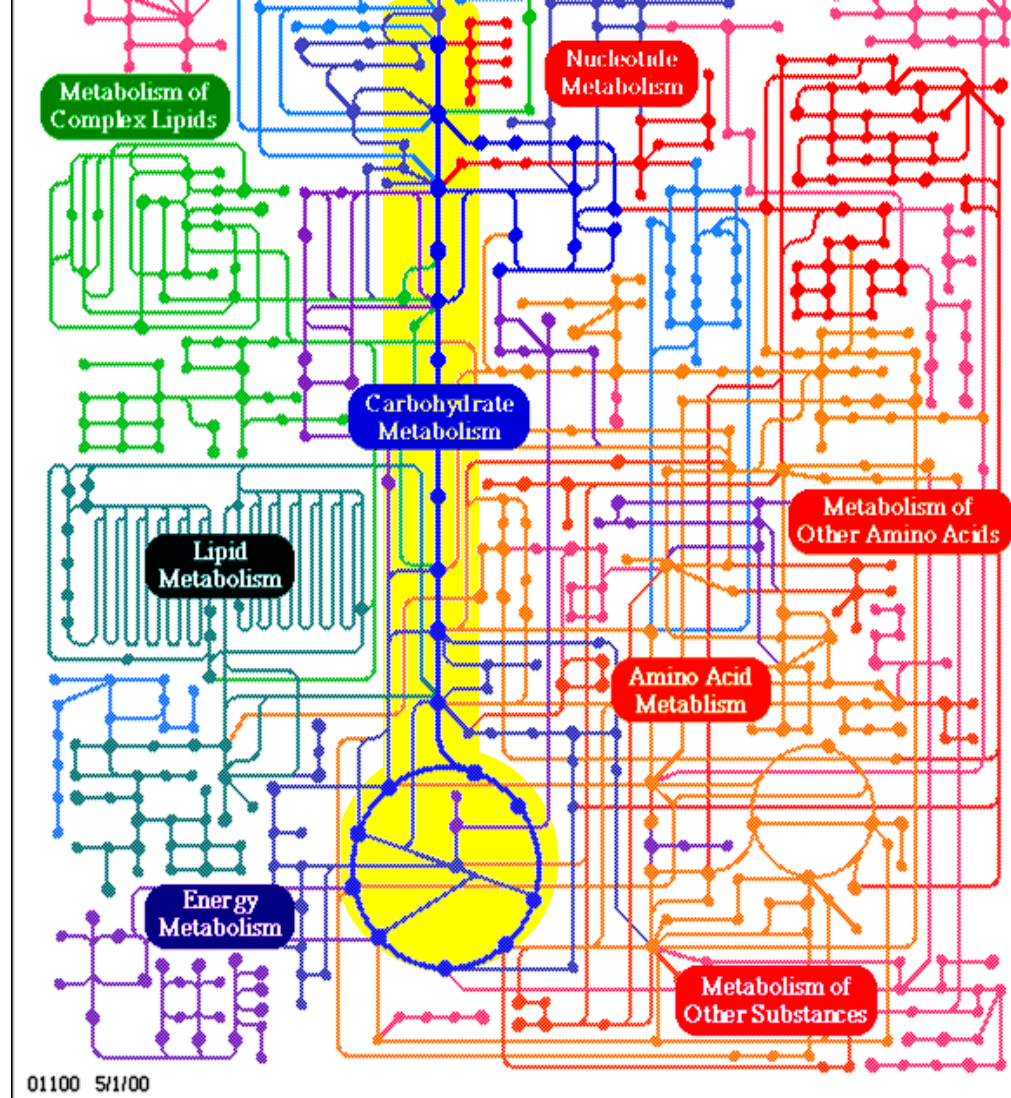 Nucleotide
Metabolism
Metabolism of
Complex Lipids
Carbohydrate
Metabolism
Metabolism of
Other Amino Acids
Lipid
Metabolism
Amino Acid
Metablism
Energy
Metabolism
Metabolism of
Other Substances
01100 5/1/00